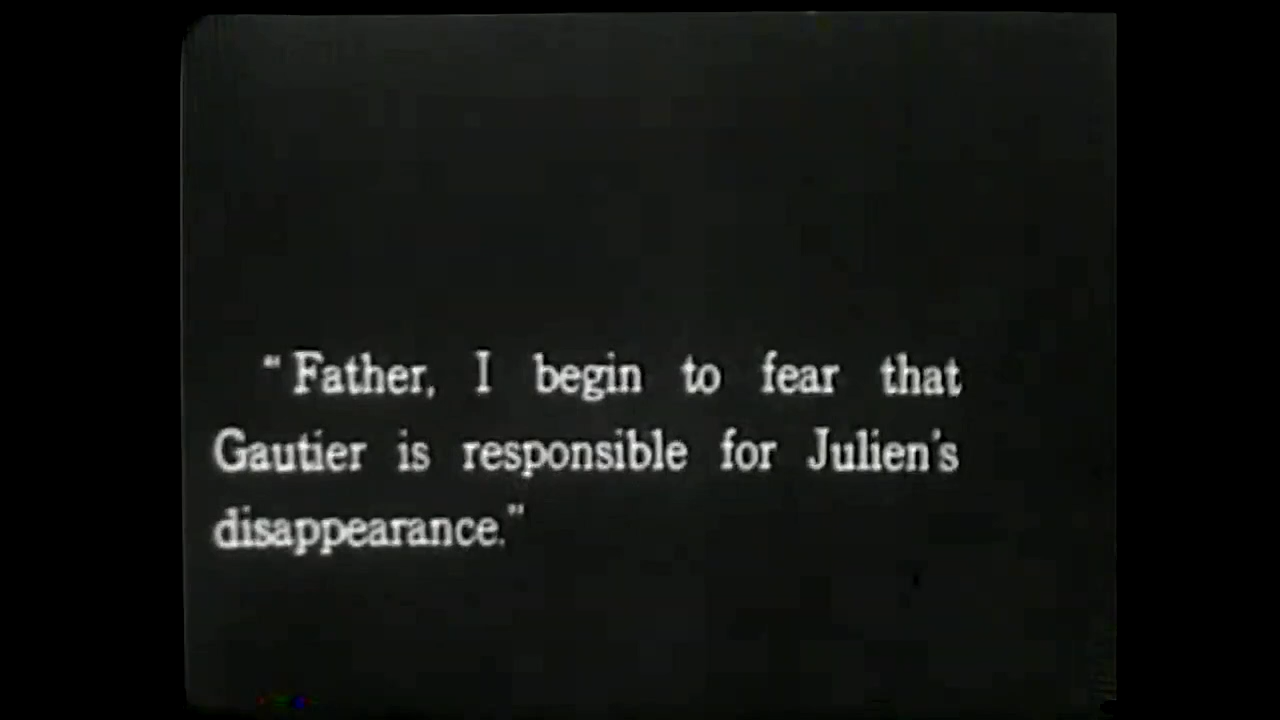 “Father, I begin to fear that
Gautier is responsible for Julien's
disappearance.”